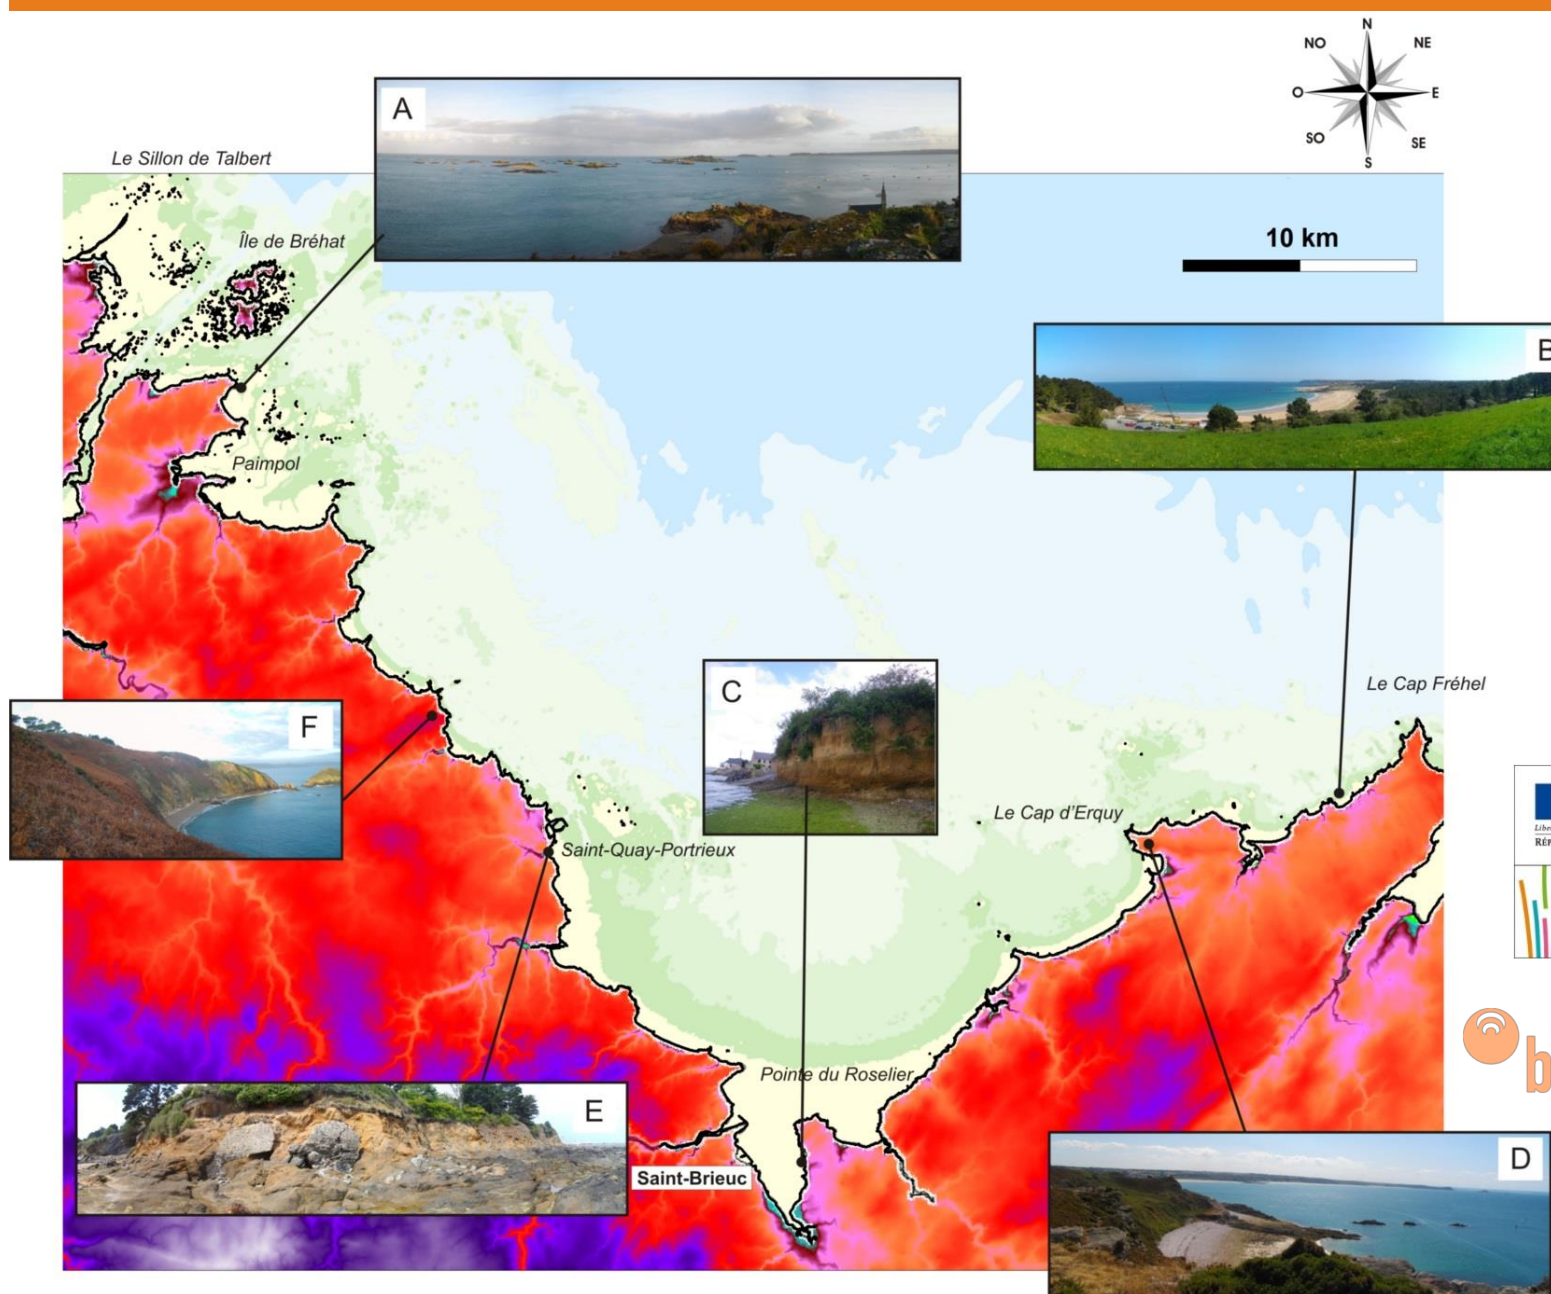 N
NO
NE
O
E
SO
SE
S
A
Le Sillon de Talbert
Île de Bréhat
10 km
B
Paimpol
C
Le Cap Fréhel
F
Le Cap d'Erquy
Saint-Quay-Portrieux
Pointe du Roselier
E
Saint-Brieuc
D
b